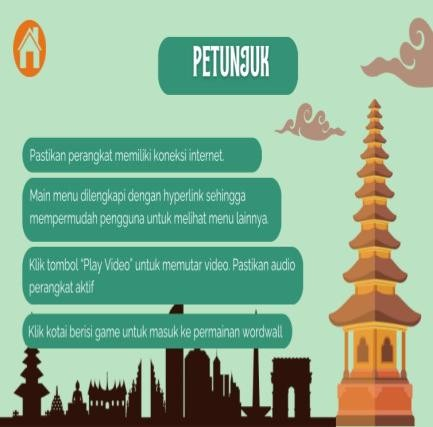 PETUNJUK
Pastikan perangkat memiliki koneksi internet.
Main menu dilengkapi dengan hyperlink sehingga
mempermudah pengguna untuk melihat menu lainnya.
Klik tombol "Play Video" untuk memutar video. Pastikan audio
perangkat aktif
Klik kotai berisi game untuk masuk ke permainan wordwall